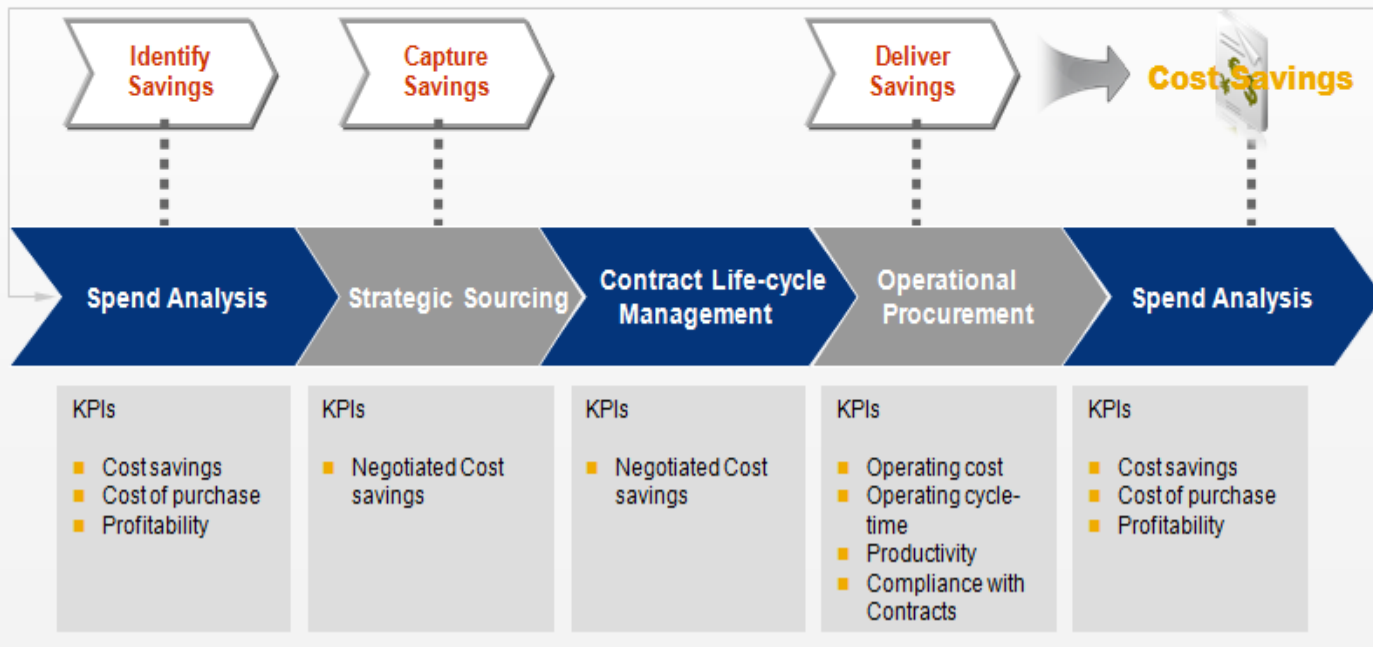 Identify
Savings
Capture
Savings
Deliver
Savings
Cost Savings
Spend Analysis
Strategic Sourcing
Contract Life-cycle
Management
Operational
Procurement
Spend Analysis
KPIs
Cost savings
Cost of purchase
Profitability
KPIs
Negotiated Cost
savings
KPIs
Negotiated Cost
savings
KPIs
Operating cost
Operating cycle-
time
Productivity
Compliance with
Contracts
KPIs
Cost savings
Cost of purchase
Profitability